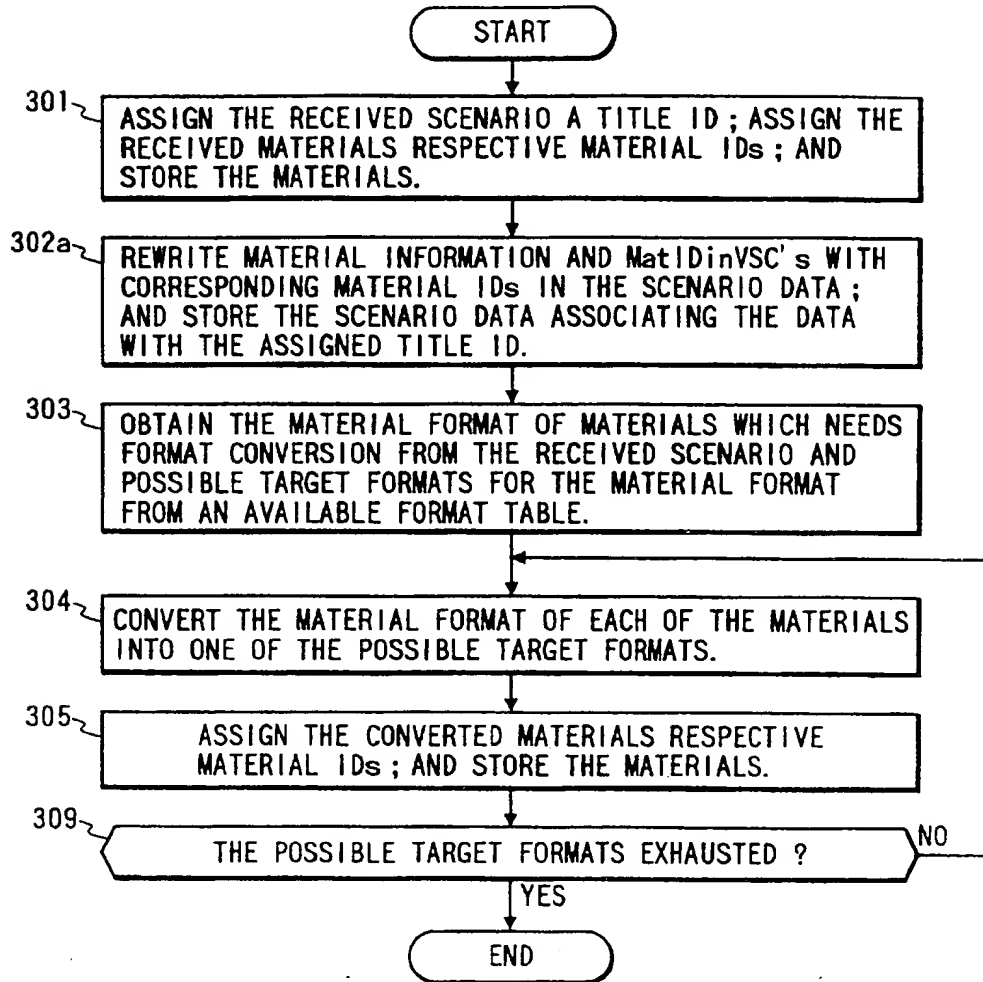 START
301
ASSIGN THE RECEIVED SCENARIO A TITLE ID; ASSIGN THE
RECEIVED MATERIALS RESPECTIVE MATERIAL IDs; AND
STORE THE MATERIALS.
302a
REWRITE MATERIAL INFORMATION AND MatIDinVSC's WITH
CORRESPONDING MATERIAL IDs IN THE SCENARIO DATA;
AND STORE THE SCENARIO DATA ASSOCIATING THE DATA
WITH THE ASSIGNED TITLE ID.
303
OBTAIN THE MATERIAL FORMAT OF MATERIALS WHICH NEEDS
FORMAT CONVERSION FROM THE RECEIVED SCENARIO AND
POSSIBLE TARGET FORMATS FOR THE MATERIAL FORMAT
FROM AN AVAILABLE FORMAT TABLE.
304
CONVERT THE MATERIAL FORMAT OF EACH OF THE MATERIALS
INTO ONE OF THE POSSIBLE TARGET FORMATS.
305
ASSIGN THE CONVERTED MATERIALS RESPECTIVE
MATERIAL IDs; AND STORE THE MATERIALS.
309
THE POSSIBLE TARGET FORMATS EXHAUSTED ?
NO
YES
END